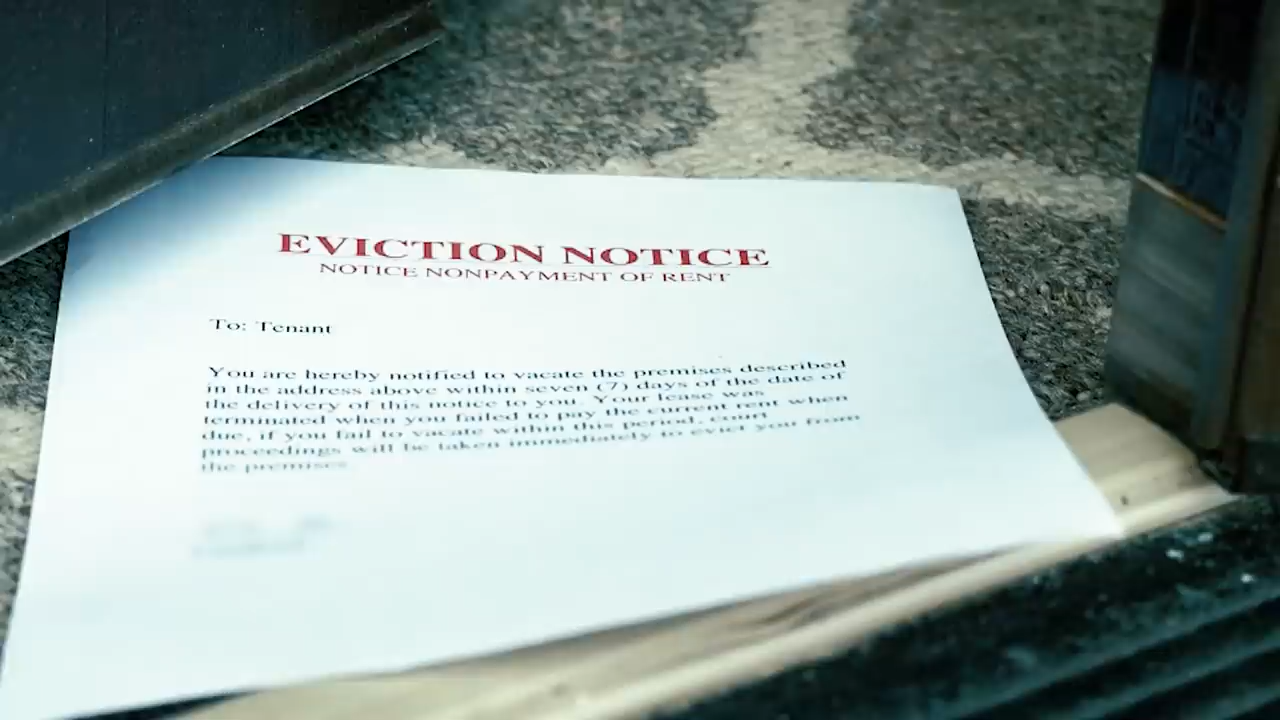 EVICTION NOTICE
NOTICE NONPAYMENT OF RENT
To: Tenant
You are hereby notified to vacate the premises described
in the address above within seven (7) days of the date of
the delivery of this notice to you. Your lease was
terminated when you failed to pay the current rent when
due, if you fail to vacate within this period, court
proceedings will be taken immediately to evict you from
the premises